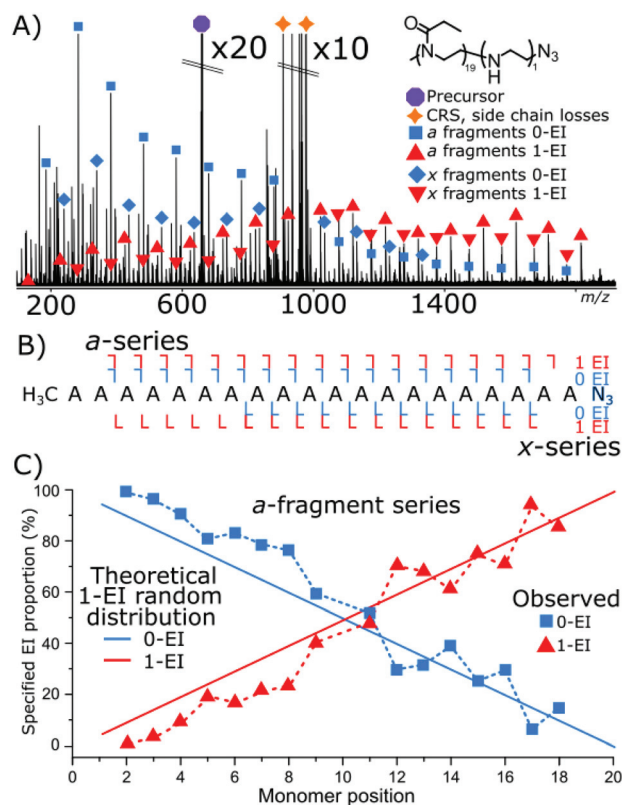 A)
x20
x10
N
19
N
H
1
N3
Precursor
CRS, side chain losses
a fragments 0-EI
a fragments 1-EI
x fragments 0-EI
x fragments 1-EI
200
600
1000
1400
m/z
B)
a-series
1 EI
0 EI
H3C A A A A A A A A A A A A A A A A A A A A N3
0 EI
1 EI
x-series
C)
a-fragment series
Specified EI proportion (%)
100
80
60
40
20
0
Theoretical
1-EI random
distribution
0-EI
1-EI
Observed
0-EI
1-EI
0 2 4 6 8 10 12 14 16 18 20
Monomer position